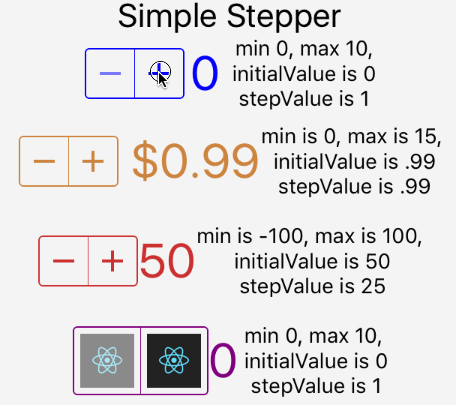 Simple Stepper
− + 0
min 0, max 10,
initialValue is 0
stepValue is 1
− + $0.99
min is 0, max is 15,
initialValue is .99
stepValue is .99
− + 50
min is -100, max is 100,
initialValue is 50
stepValue is 25
0
min 0, max 10,
initialValue is 0
stepValue is 1